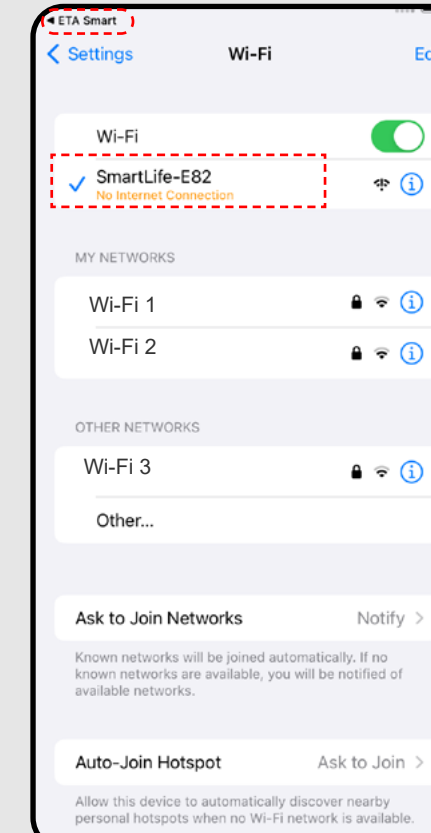 ◀ ETA Smart
Settings
Wi-Fi
Ed
Wi-Fi
SmartLife-E82
No Internet Connection
MY NETWORKS
Wi-Fi 1
Wi-Fi 2
OTHER NETWORKS
Wi-Fi 3
Other...
Ask to Join Networks
Notify
Known networks will be joined automatically. If no
known networks are available, you will be notified of
available networks.
Auto-Join Hotspot
Ask to Join
Allow this device to automatically discover nearby
personal hotspots when no Wi-Fi network is available.